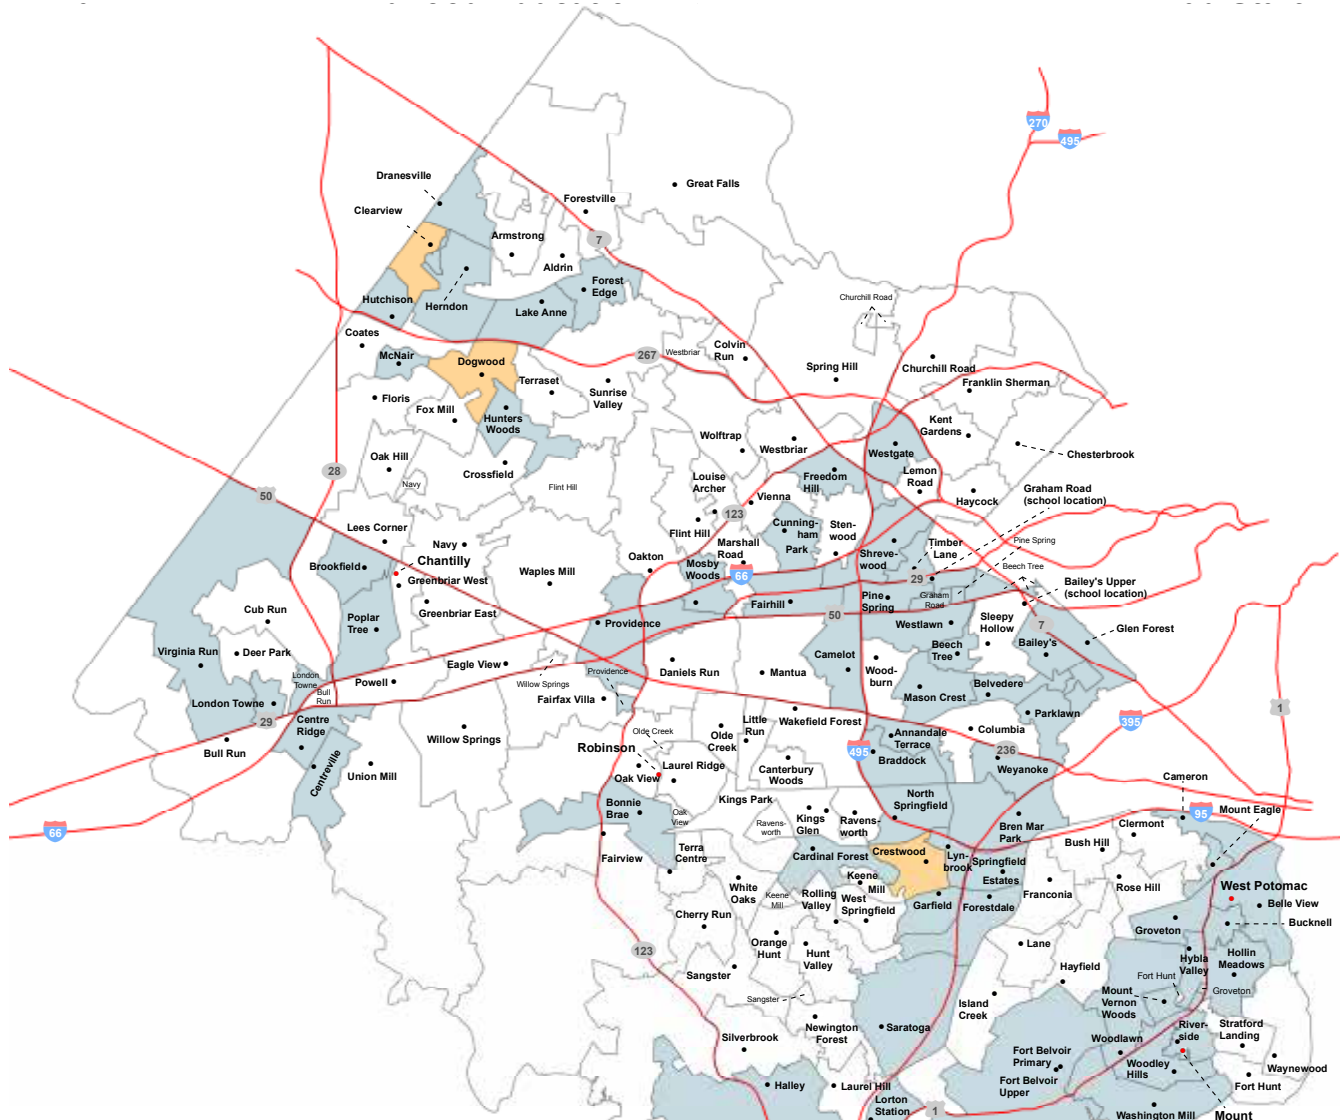 270
495
Dranesville
Great Falls
Clearview
Forestville
Armstrong
7
Aldrin
Forest
Edge
Hutchison
Herndon
Lake Anne
Churchill Road
Coates
McNair
Dogwood
267
Westbriar
Colvin
Run
Spring Hill
Churchill Road
Terraset
Sunrise
Valley
Franklin Sherman
Floris
Fox Mill
Hunters
Woods
Kent
Gardens
Wolftrap
Westbriar
Westgate
Chesterbrook
Oak Hill
28
Navy
Crossfield
Flint Hill
Louise
Archer
Freedom
Hill
Lemon
Road
Haycock
Graham Road
(school location)
50
Vienna
123
Lees Corner
Flint Hill
Cunning-
ham
Park
Sten-
wood
Navy
Chantilly
Marshall
Road
Timber
Lane
Pine Spring
Brookfield
Greenbriar West
Waples Mill
Oakton
Mosby
Woods
66
Shreve-
wood
29
Beech Tree
Bailey's Upper
(school location)
Cub Run
Greenbriar East
Poplar
Tree
Fairhill
50
Pine
Spring
Graham
Road
Sleepy
Hollow
7
Glen Forest
Providence
Westlawn
Virginia Run
Deer Park
Eagle View
Camelot
Wood-
burn
Beech
Tree
Bailey's
London
Towne
Powell
Willow Springs
Providence
Daniels Run
Mantua
Mason Crest
Belvedere
London Towne
Bull
Run
Fairfax Villa
29
Centre
Ridge
Parklawn
Bull Run
Willow Springs
Olde Creek
Olde
Creek
Little
Run
Wakefield Forest
Columbia
395
1
Robinson
Annandale
Terrace
495
Braddock
236
Weyanoke
Centreville
Union Mill
Oak View
Laurel Ridge
Canterbury
Woods
Cameron
Bonnie
Brae
Oak
View
Kings Park
North
Springfield
Mount Eagle
66
Ravens-
worth
Kings
Glen
Ravens-
worth
Bren Mar
Park
Clermont
95
Fairview
Terra
Centre
Cardinal Forest
Crestwood
Lyn-
brook
Springfield
Estates
Bush Hill
White
Oaks
Keene
Mill
Rolling
Valley
Keene
Mill
West
Springfield
Garfield
Forestdale
Franconia
Rose Hill
West Potomac
Belle View
Cherry Run
Groveton
Bucknell
123
Orange
Hunt
Hunt
Valley
Lane
Hybla
Valley
Hollin
Meadows
Sangster
Hayfield
Fort Hunt
Sangster
Mount
Vernon
Woods
Groveton
Island
Creek
Newington
Forest
Saratoga
River-
side
Stratford
Landing
Silverbrook
Woodlawn
Fort Belvoir
Primary
Woodley
Hills
Waynewood
Fort Belvoir
Upper
Fort Hunt
Halley
Laurel Hill
Lorton
Station
1
Washington Mill
Mount